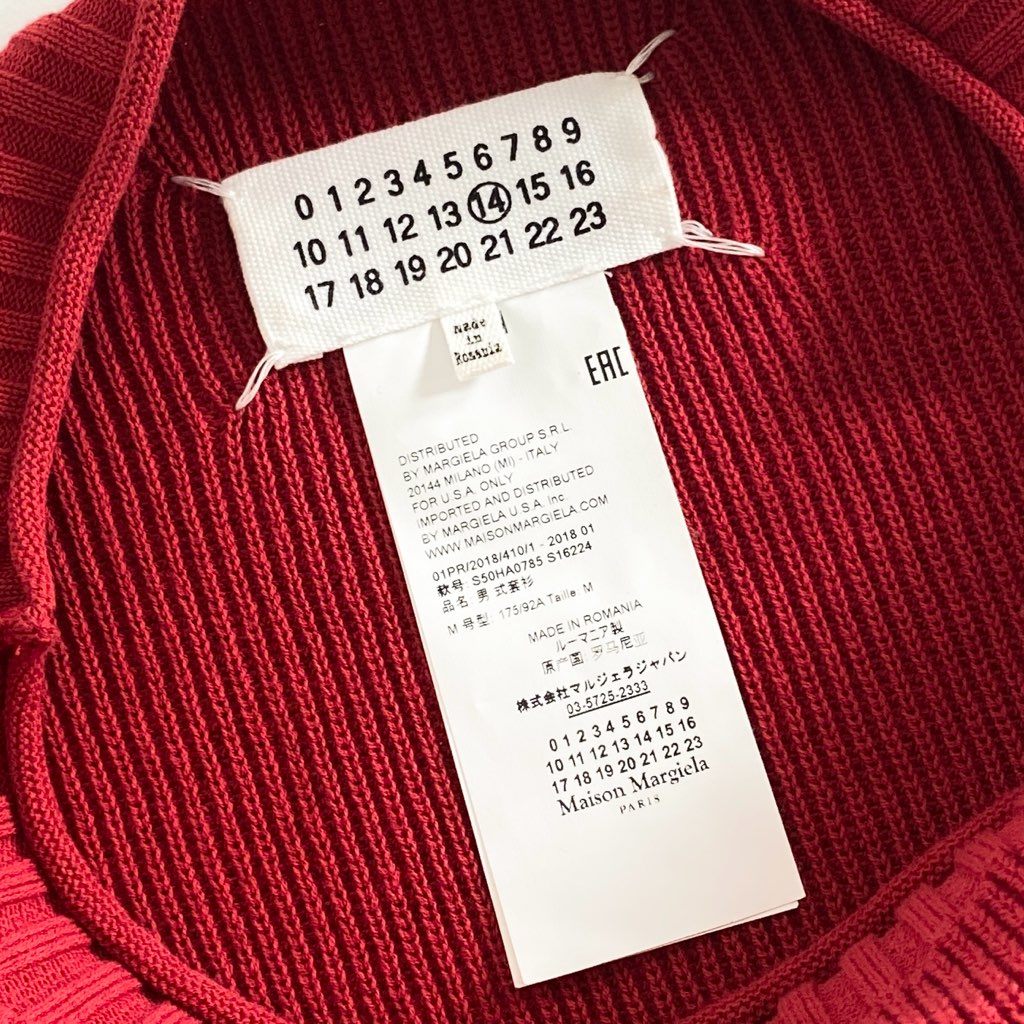 0 1 2 3 4 5 6 7 8 9
10 11 12 13 14 15 16
17 18 19 20 21 22 23
Made
in
EAC
DISTRIBUTED
BY MARGIELA GROUP S.R.L.
20144 MILANO (MI) - ITALY
FOR U.S.A. ONLY
IMPORTED AND DISTRIBUTED
BY MARGIELA U.S.A. Inc
WWW.MAISONMARGIELA.COM
01PR/2018/410/1 - 2018 01
款号: S50HA0785 S16224
品名: 男式套衫
M 号型: 175/92A Taille: M
MADE IN ROMANIA
ルーマニア製
原产国 罗马尼亚
株式会社マルジェラジャパン
03-5725-2333
0 1 2 3 4 5 6 7 8 9
10 11 12 13 14 15 16
17 18 19 20 21 22 23
Maison Margiela
PARIS